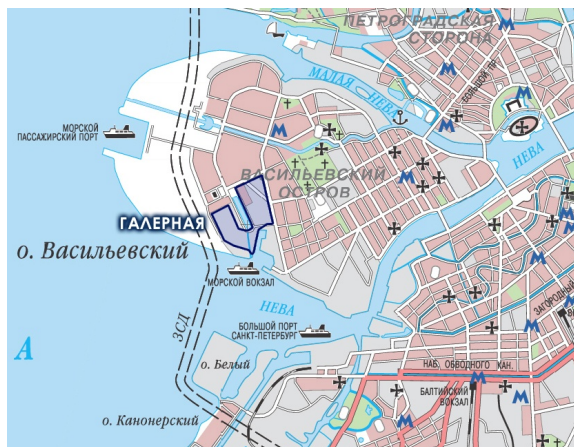 ПЕТРОГРАДСКАЯ
СТОРОНА
БОЛЬШОЙ ПР.
МАЛАЯ НЕВА
МОРСКОЙ
ПАССАЖИРСКИЙ ПОРТ
НЕВА
ВАСИЛЬЕВСКИЙ
ОСТРОВ
ГАЛЕРНАЯ
о. Васильевский
МОРСКОЙ ВОКЗАЛ
НЕВА
ЗАГОРОДНЫЙ
ЗСД
БОЛЬШОЙ ПОРТ
САНКТ-ПЕТЕРБУРГ
А
о. Белый
НАБ. ОБВОДНОГО КАН.
БАЛТИЙСКИЙ
ВОКЗАЛ
о. Канонерский